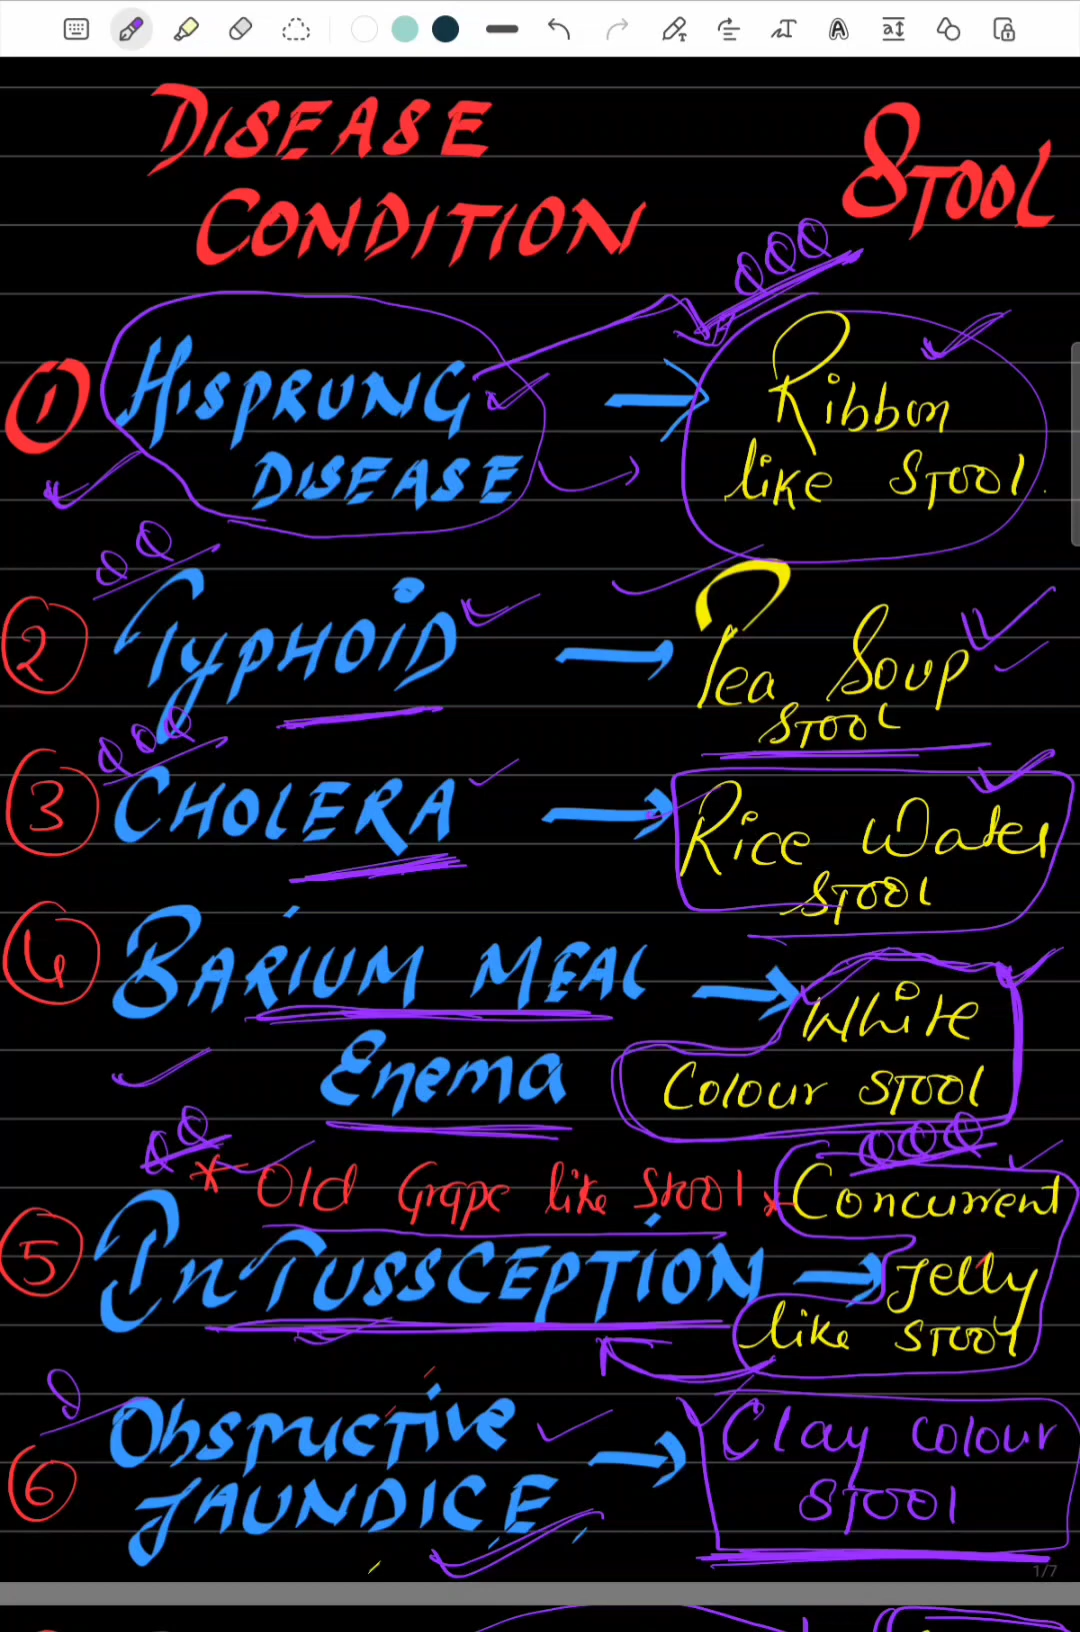 DISEASE
CONDITION
STOOL
① HISPRUNG
DISEASE
Ribbon
like STOOL.
② TYPHOID
Pea Soup
STOOL
③ CHOLERA
Rice Water
STOOL
④ BARIUM MEAL
Enema
White
Colour STOOL
* Old Grape like Stool *
⑤ INTUSSCEPTION
Concurrent
Jelly
like STOOL
⑥ Obstructive
JAUNDICE
Clay colour
STOOL
1/7